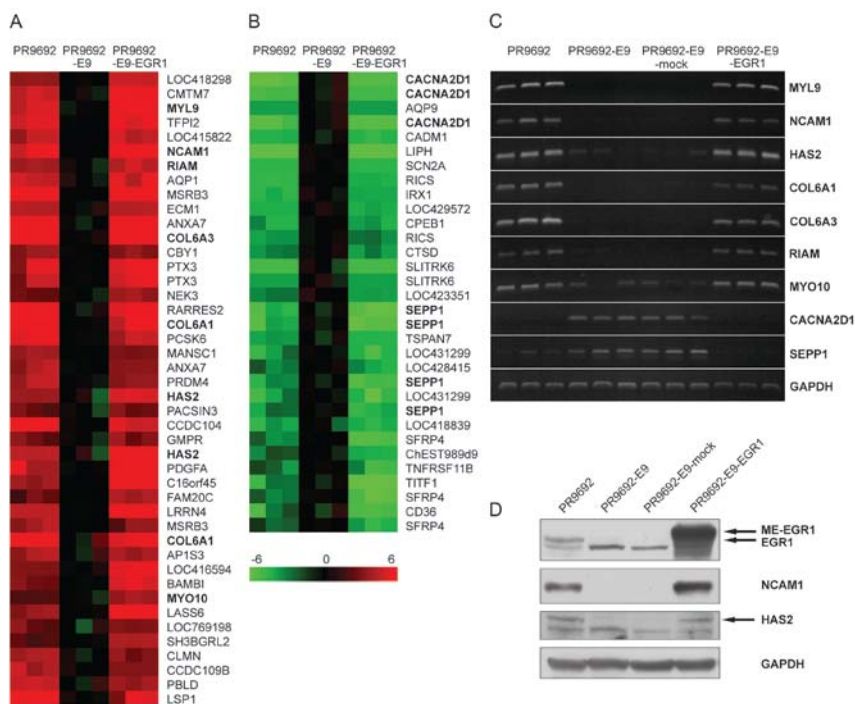 A
PR9692
PR9692
-E9
PR9692
-E9-EGR1
LOC418298
CMTM7
MYL9
TFPI2
LOC415822
NCAM1
RIAM
AQP1
MSRB3
ECM1
ANXA7
COL6A3
CBY1
PTX3
PTX3
NEK3
RARRES2
COL6A1
PCSK6
MANSC1
ANXA7
PRDM4
HAS2
PACSIN3
CCDC104
GMPR
HAS2
PDGFA
C16orf45
FAM20C
LRRN4
MSRB3
COL6A1
AP1S3
LOC416594
BAMBI
MYO10
LASS6
LOC769198
SH3BGRL2
CLMN
CCDC109B
PBLD
LSP1
B
PR9692
PR9692
-E9
PR9692
-E9-EGR1
CACNA2D1
CACNA2D1
AQP9
CACNA2D1
CADM1
LIPH
SCN2A
RICS
IRX1
LOC429572
CPEB1
RICS
CTSD
SLITRK6
SLITRK6
LOC423351
SEPP1
SEPP1
TSPAN7
LOC431299
LOC428415
SEPP1
LOC431299
SEPP1
LOC418839
SFRP4
ChEST989d9
TNFRSF11B
TITF1
SFRP4
CD36
SFRP4
-6 0 6
C
PR9692
PR9692-E9
PR9692-E9
-mock
PR9692-E9
-EGR1
MYL9
NCAM1
HAS2
COL6A1
COL6A3
RIAM
MYO10
CACNA2D1
SEPP1
GAPDH
D
PR9692
PR9692-E9
PR9692-E9-mock
PR9692-E9-EGR1
ME-EGR1
EGR1
NCAM1
HAS2
GAPDH